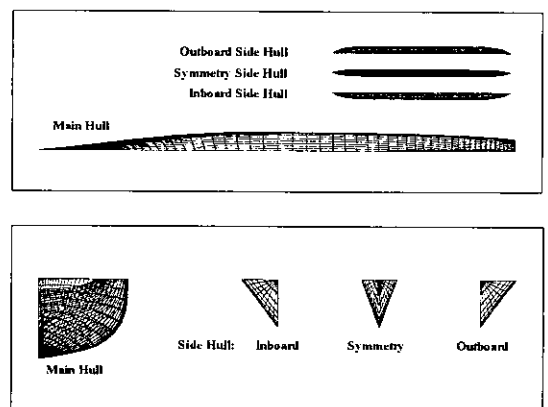 Outboard Side Hull
Symmetry Side Hull
Inboard Side Hull
Main Hull
Side Hull: Inboard Symmetry Outboard
Main Hull